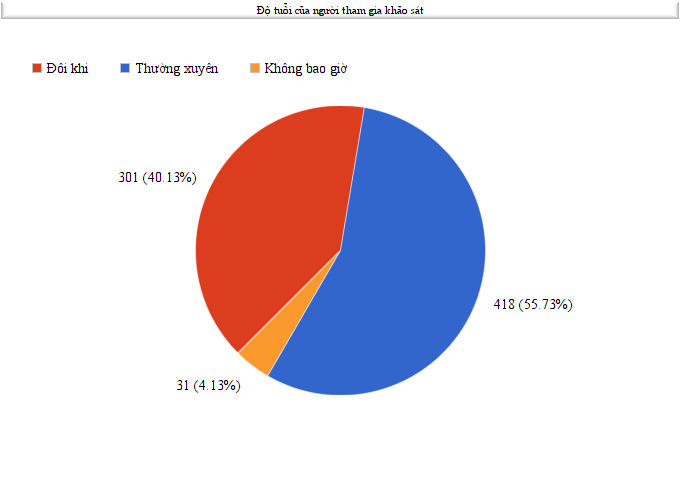 Độ tuổi của người tham gia khảo sát
Đôi khi Thường xuyên Không bao giờ
301 (40.13%)
418 (55.73%)
31 (4.13%)